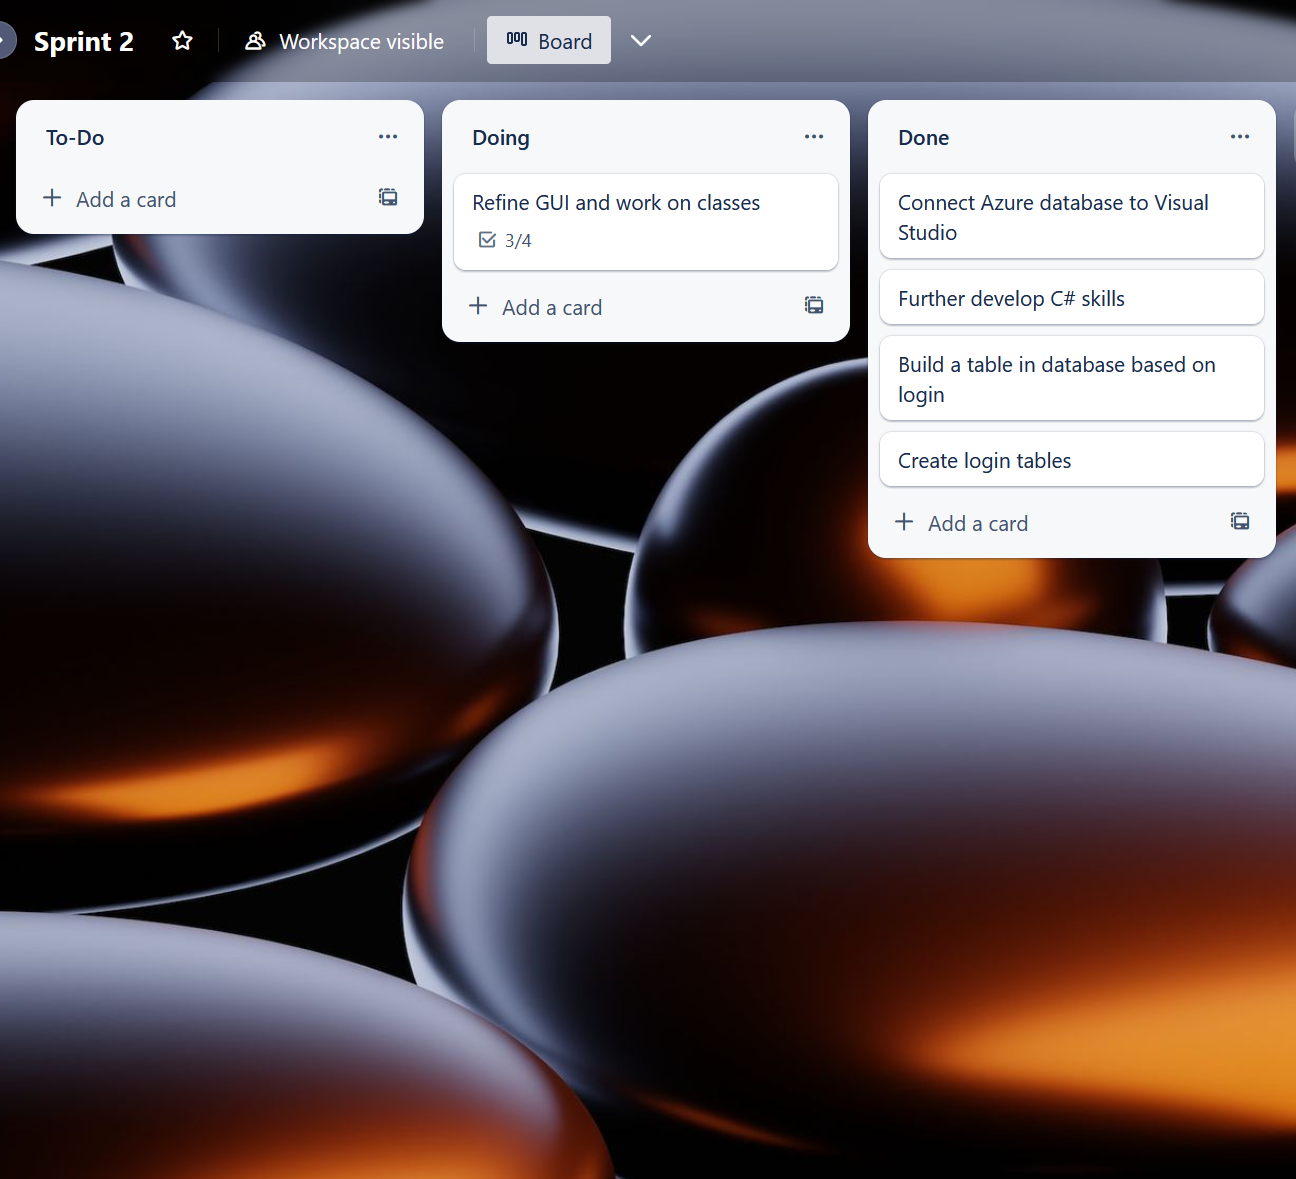 Sprint 2
Workspace visible
Board
To-Do
Add a card
Doing
Refine GUI and work on classes
3/4
Add a card
Done
Connect Azure database to Visual
Studio
Further develop C# skills
Build a table in database based on
login
Create login tables
Add a card